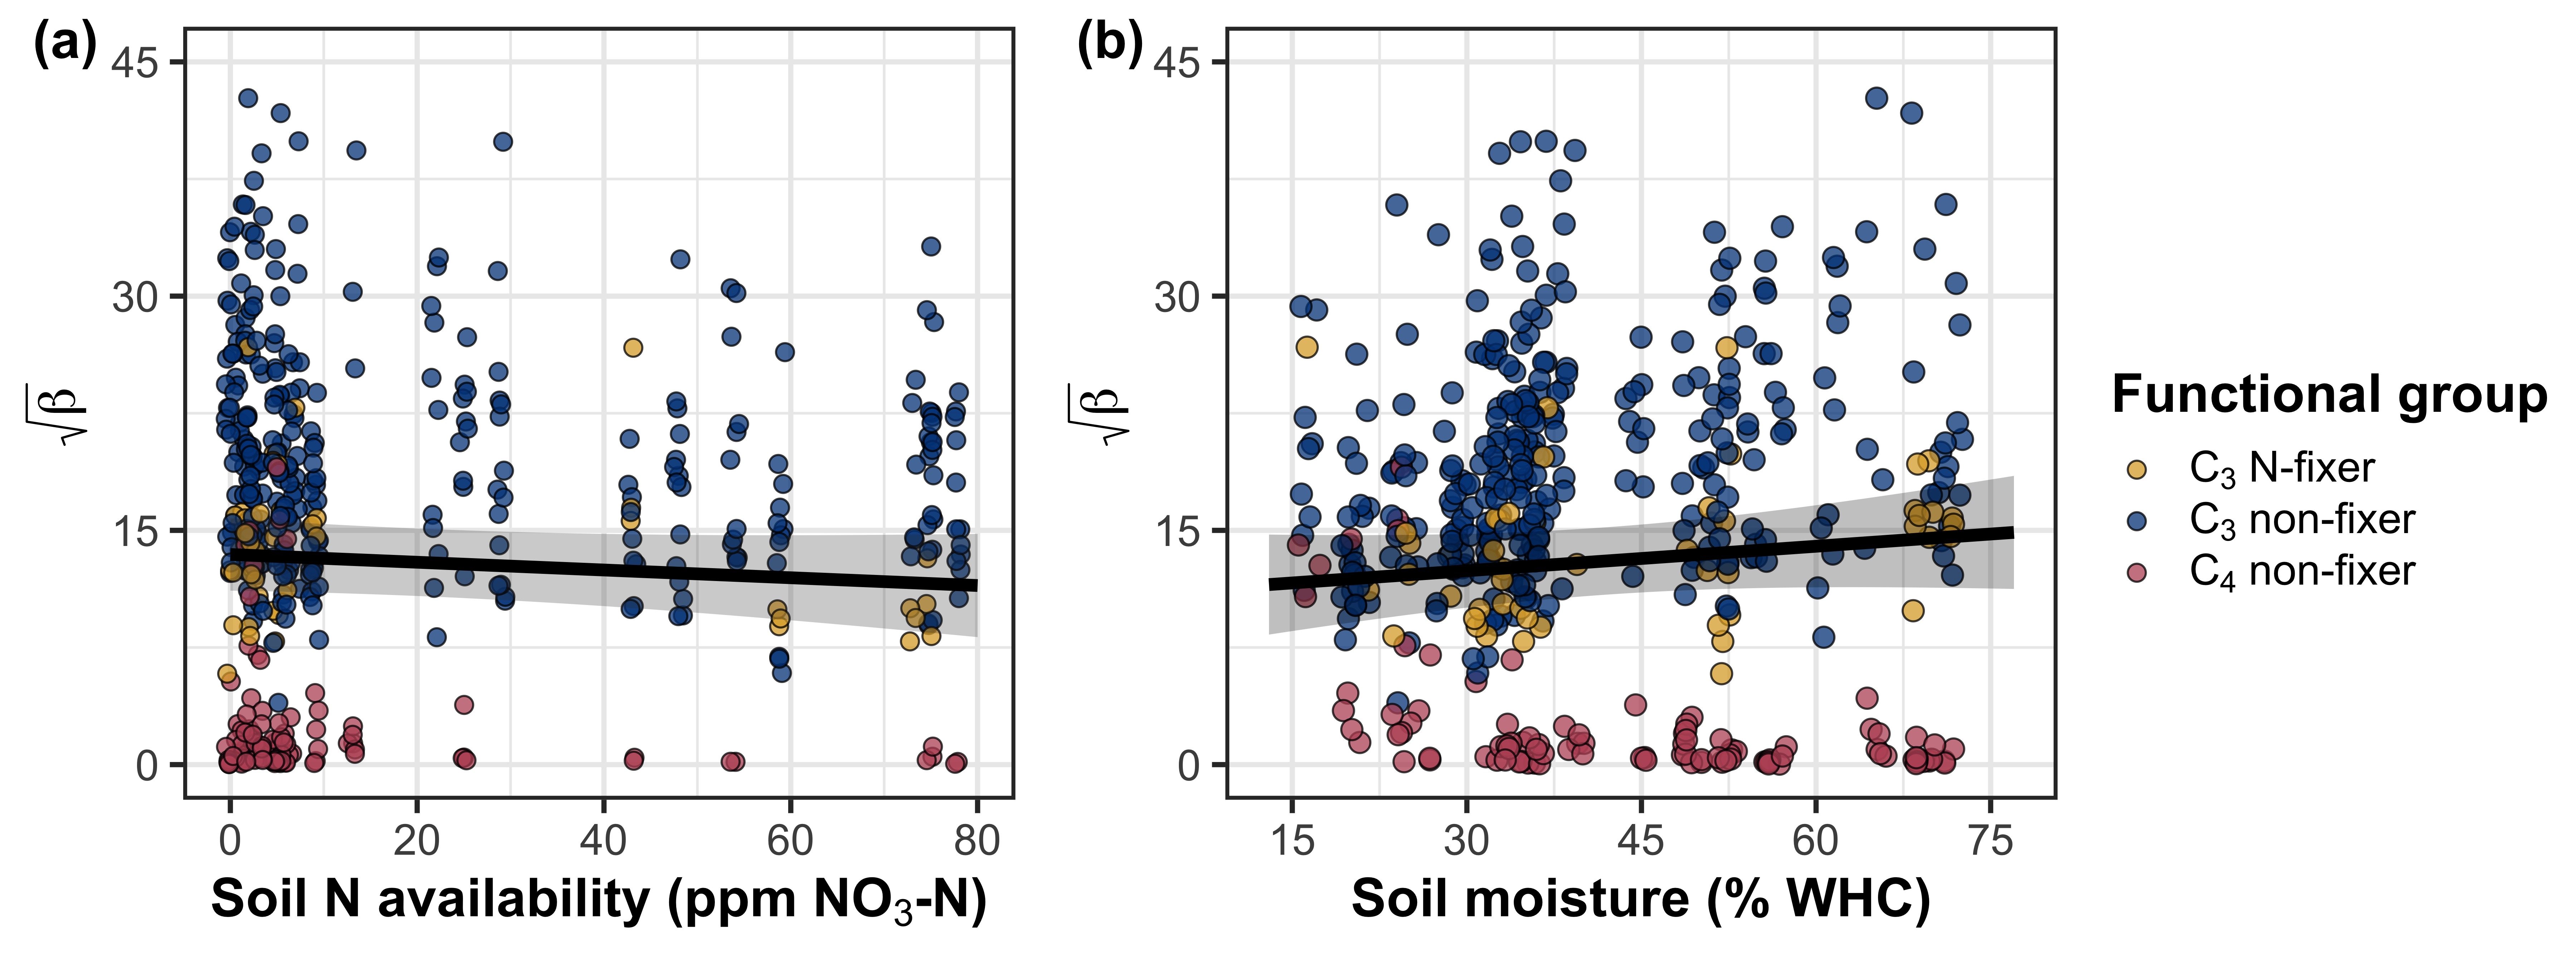 (a)
45
30
15
0
√β
0 20 40 60 80
Soil N availability (ppm NO₃-N)
(b)
45
30
15
0
√β
15 30 45 60 75
Soil moisture (% WHC)
Functional group
C₃ N-fixer
C₃ non-fixer
C₄ non-fixer